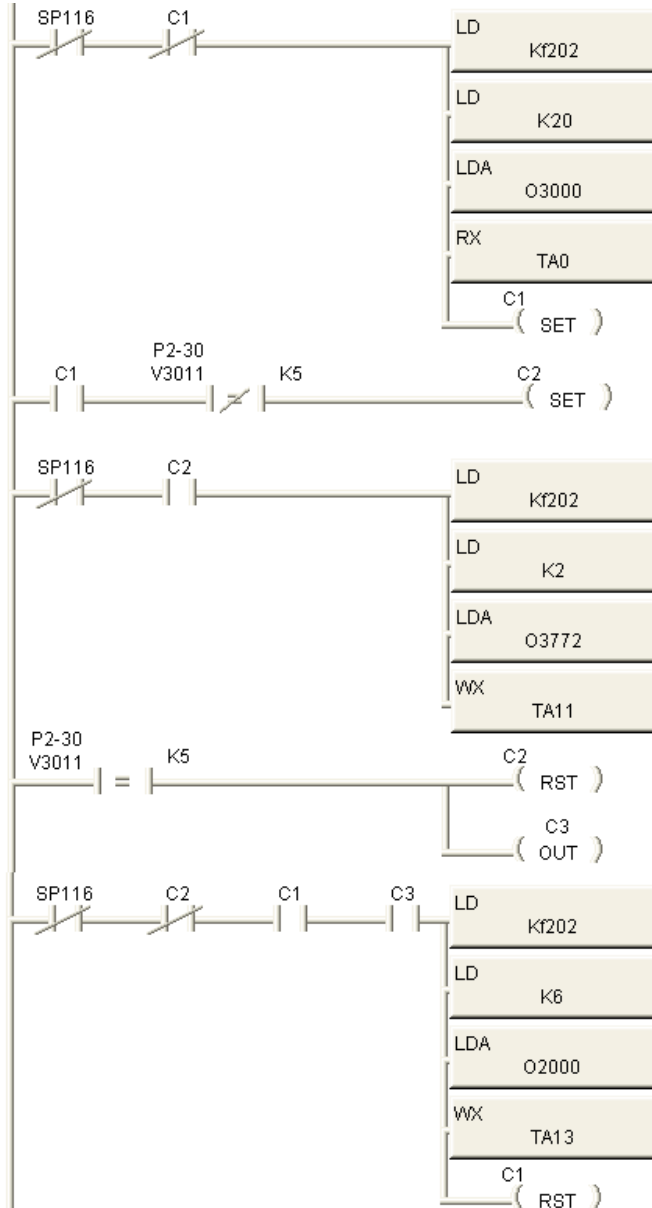 SP116 C1
LD
Kf202
LD
K20
LDA
O3000
RX
TA0
C1
( SET )
P2-30
C1 V3011 = K5 C2
( SET )
SP116 C2
LD
Kf202
LD
K2
LDA
O3772
WX
TA11
P2-30
V3011 = K5 C2
( RST )
C3
( OUT )
SP116 C2 C1 C3
LD
Kf202
LD
K6
LDA
O2000
WX
TA13
C1
( RST )